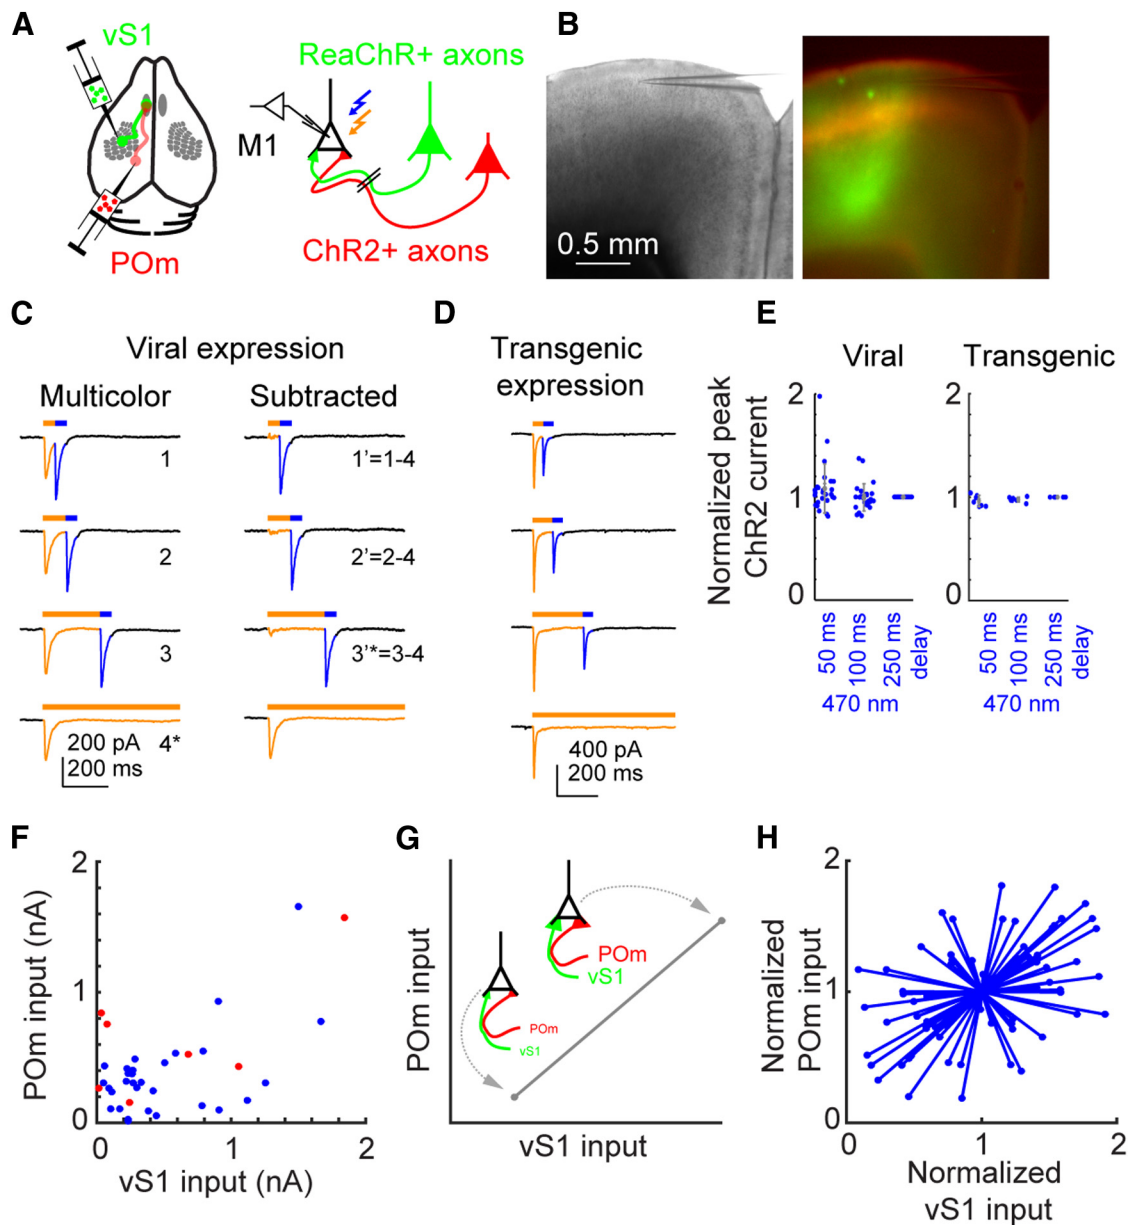 A
vS1
POm
ReaChR+ axons
M1
ChR2+ axons
B
0.5 mm
C
Viral expression
Multicolor
Subtracted
1
1’=1-4
2
2’=2-4
3
3’*=3-4
200 pA
4*
200 ms
D
Transgenic
expression
400 pA
200 ms
E
Viral
Transgenic
Normalized peak
ChR2 current
2
1
0
50 ms
100 ms
250 ms
delay
470 nm
2
1
0
50 ms
100 ms
250 ms
delay
470 nm
F
POm input (nA)
2
1
0
0
1
2
vS1 input (nA)
G
POm input
POm
vS1
POm
vS1
vS1 input
H
Normalized
POm input
2
1
0
0
1
2
Normalized
vS1 input